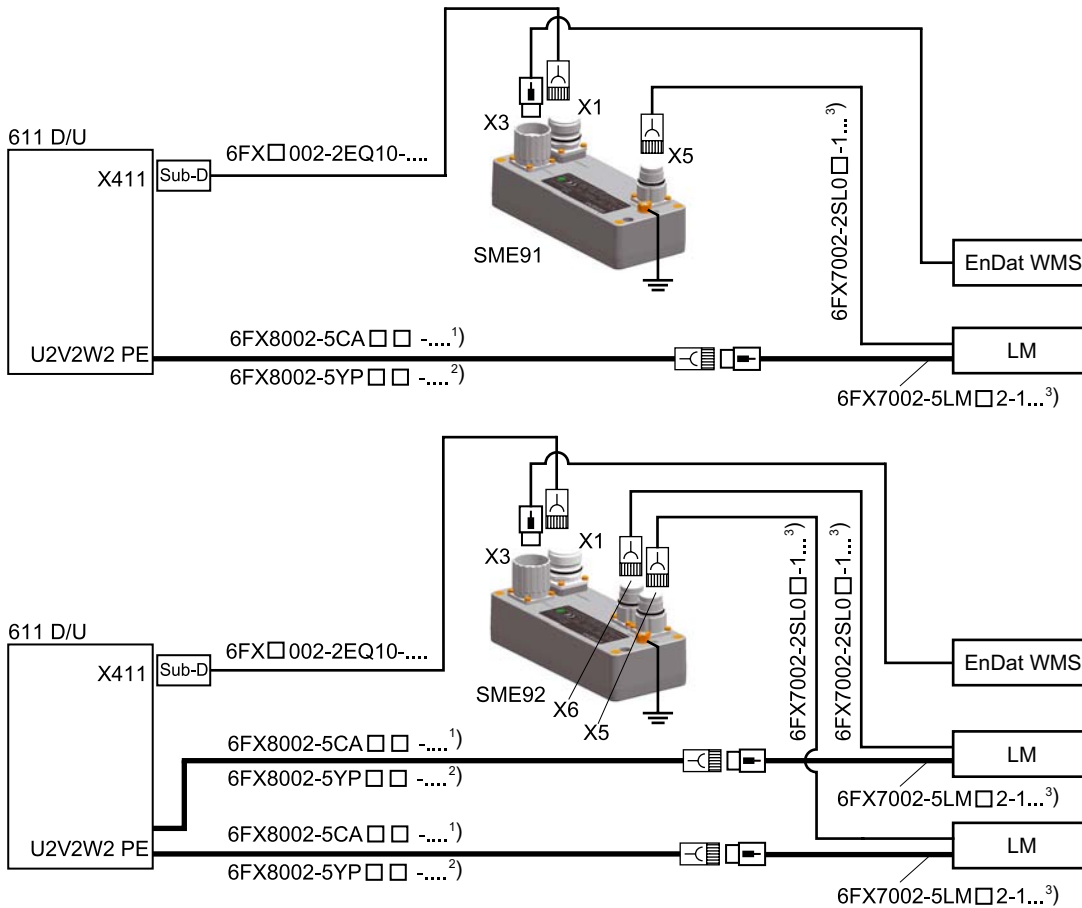 X3
X1
611 D/U
X411
Sub-D
6FX□002-2EQ10-....
X5
SME91
6FX7002-2SL0□-1...³)
EnDat WMS
U2V2W2 PE
6FX8002-5CA□□-....¹)
6FX8002-5YP□□-....²)
LM
6FX7002-5LM□2-1...³)
X3
X1
611 D/U
X411
Sub-D
6FX□002-2EQ10-....
SME92
X6
X5
6FX7002-2SL0□-1...³)
6FX7002-2SL0□-1...³)
EnDat WMS
6FX8002-5CA□□-....¹)
6FX8002-5YP□□-....²)
LM
6FX7002-5LM□2-1...³)
U2V2W2 PE
6FX8002-5CA□□-....¹)
6FX8002-5YP□□-....²)
LM
6FX7002-5LM□2-1...³)